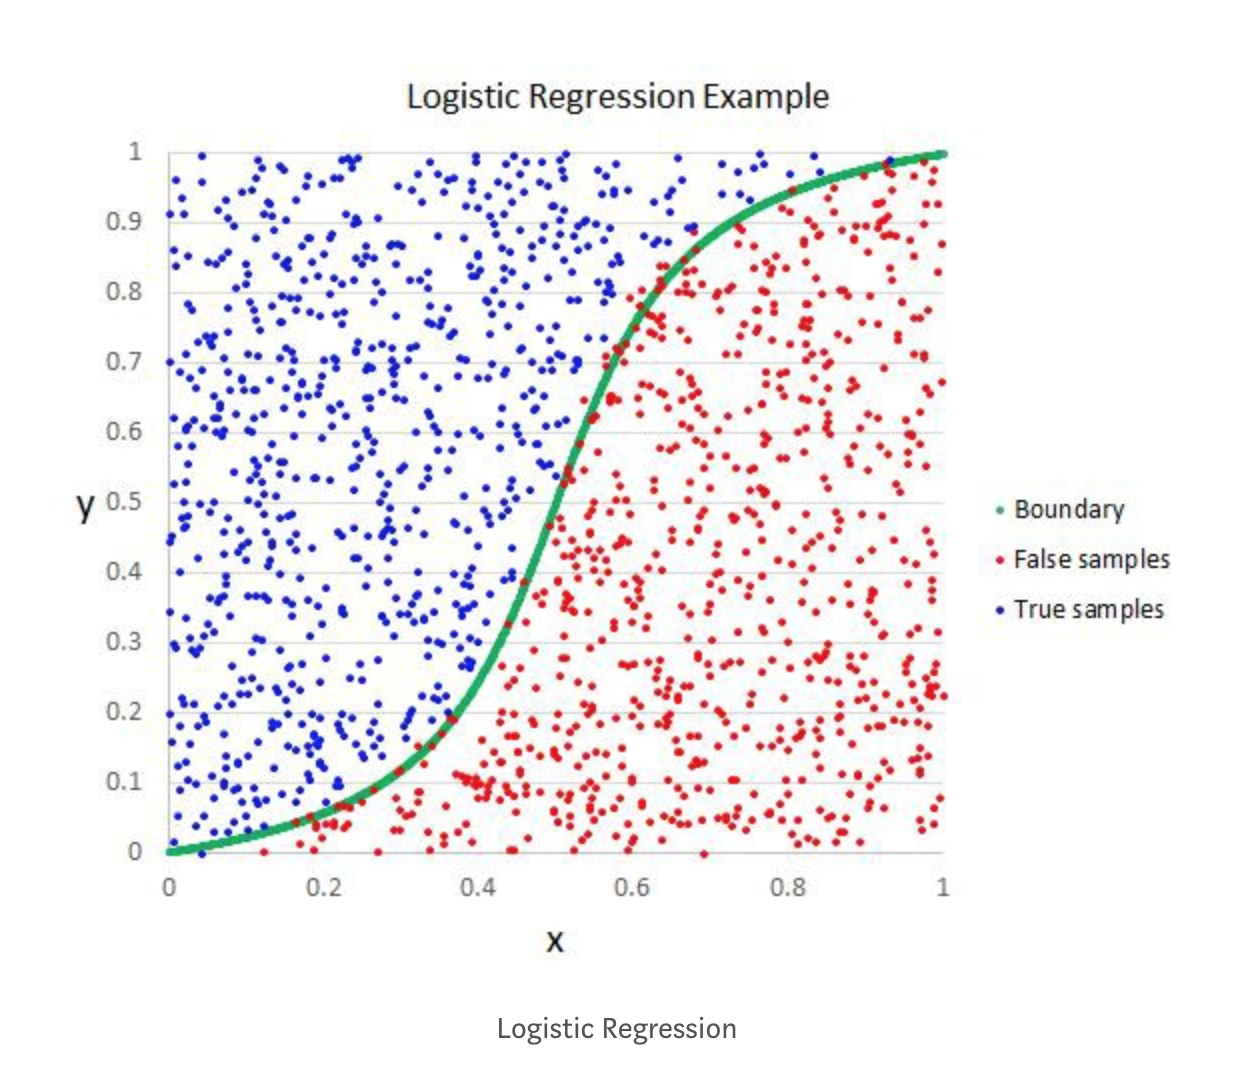 Logistic Regression Example
1
0.9
0.8
0.7
0.6
y 0.5
0.4
0.3
0.2
0.1
0
0 0.2 0.4 0.6 0.8 1
x
Boundary
False samples
True samples
Logistic Regression